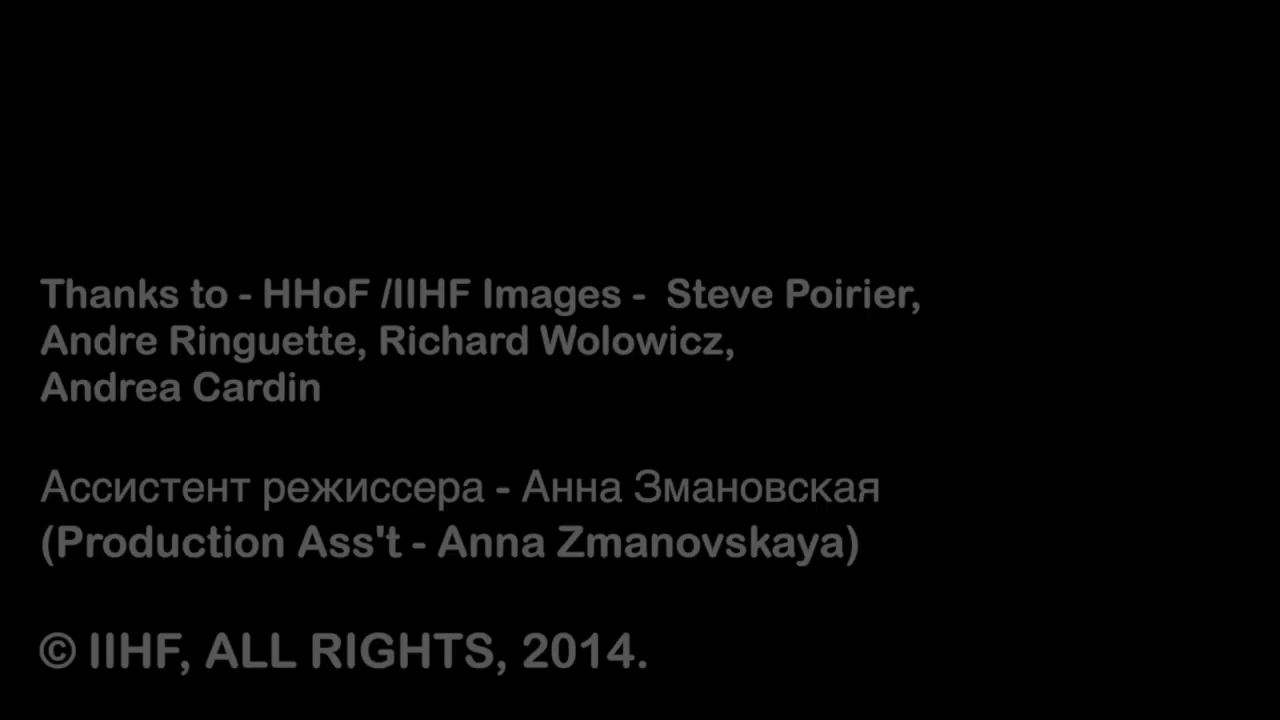 Thanks to - HHoF /IIHF Images -  Steve Poirier,
Andre Ringuette, Richard Wolowicz,
Andrea Cardin
Ассистент режиссера - Анна Змановская
(Production Ass't - Anna Zmanovskaya)
© IIHF, ALL RIGHTS, 2014.